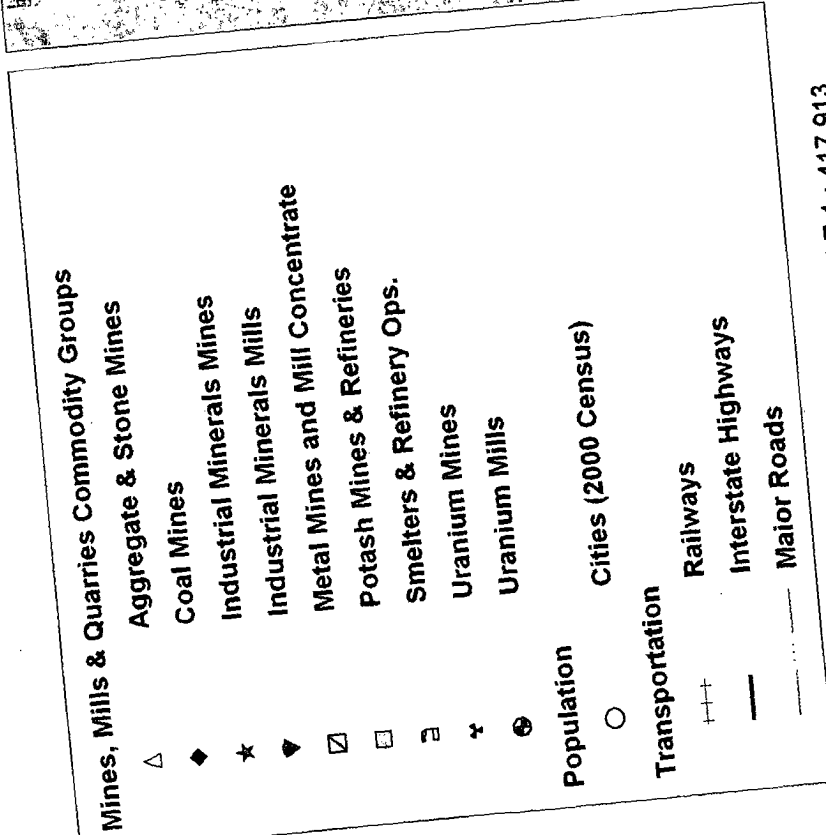 Mines, Mills & Quarries Commodity Groups
Aggregate & Stone Mines
Coal Mines
Industrial Minerals Mines
Industrial Minerals Mills
Metal Mines and Mill Concentrate
Potash Mines & Refineries
Smelters & Refinery Ops.
Uranium Mines
Uranium Mills
Population
Cities (2000 Census)
Transportation
Railways
Interstate Highways
Major Roads
417,913